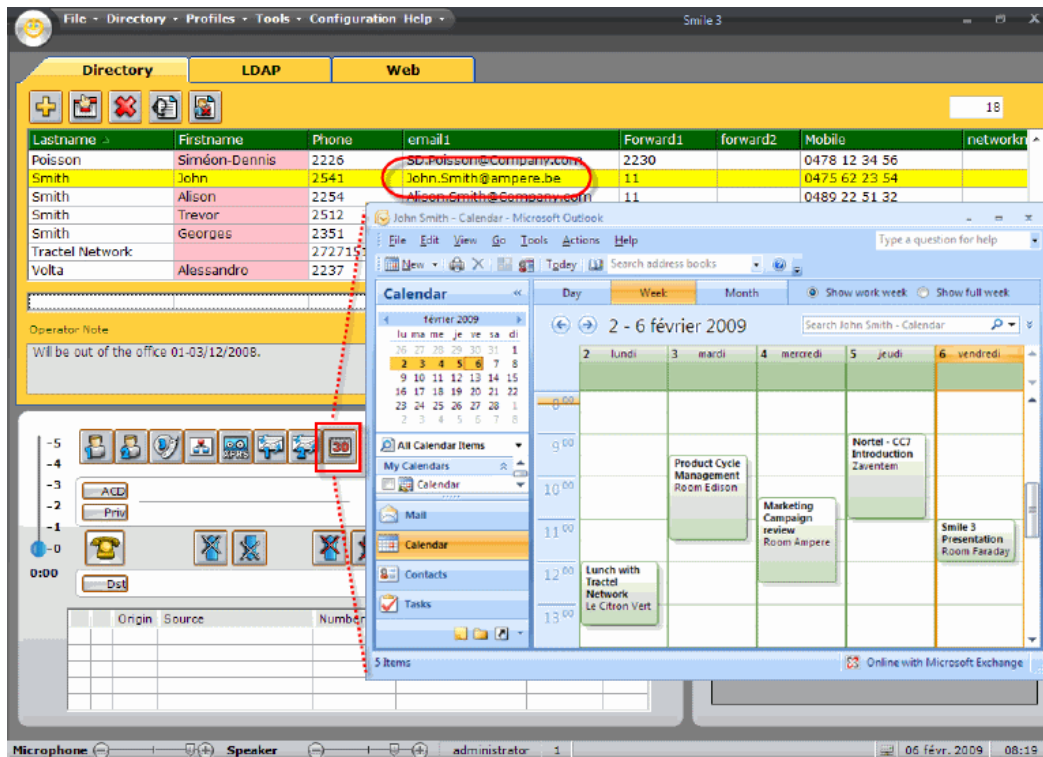 File - Directory - Profiles - Tools - Configuration Help -
Smile 3
Directory
LDAP
Web
18
Lastname Firstname Phone email1 Forward1 forward2 Mobile
Poisson Siméon-Dennis 2226 SD.Poisson@Company.com 2230 0478 12 34 56
Smith John 2541 John.Smith@ampere.be 11 0475 62 23 54
Smith Alison 2254 Alison.Smith@Company.com 11 0489 22 51 32
Smith Trevor 2512
Smith Georges 2351
Tractel Network
Volta Alessandro 2237
Operator Note
Will be out of the office 01-03/12/2008.
John Smith - Calendar - Microsoft Outlook
File Edit View Go Tools Actions Help
Type a question for help
New Today Search address books
Calendar «
Day Week Month Show work week Show full week
février 2009
lu ma me je ve sa di
26 27 28 29 30 31 1
2 3 4 5 6 7 8
9 10 11 12 13 14 15
16 17 18 19 20 21 22
23 24 25 26 27 28 1
2 3 4 5 6 7 8
2 - 6 février 2009
Search John Smith - Calendar
2 lundi 3 mardi 4 mercredi 5 jeudi 6 vendredi
8 00
9 00
10 00
11 00
12 00
13 00
Nortel - CC7
Introduction
Zaventem
Product Cycle
Management
Room Edison
Marketing
Campaign
review
Room Ampere
Smile 3
Presentation
Room Faraday
Lunch with
Tractel
Network
Le Citron Vert
All Calendar Items
My Calendars
Calendar
Mail
Calendar
Contacts
Tasks
5 Items
Online with Microsoft Exchange
30
-5
-4
-3
-2
-1
-0
0:00
ACD
Priv
Dst
Origin Source Number
Microphone Speaker administrator 1 06 févr. 2009 08:19